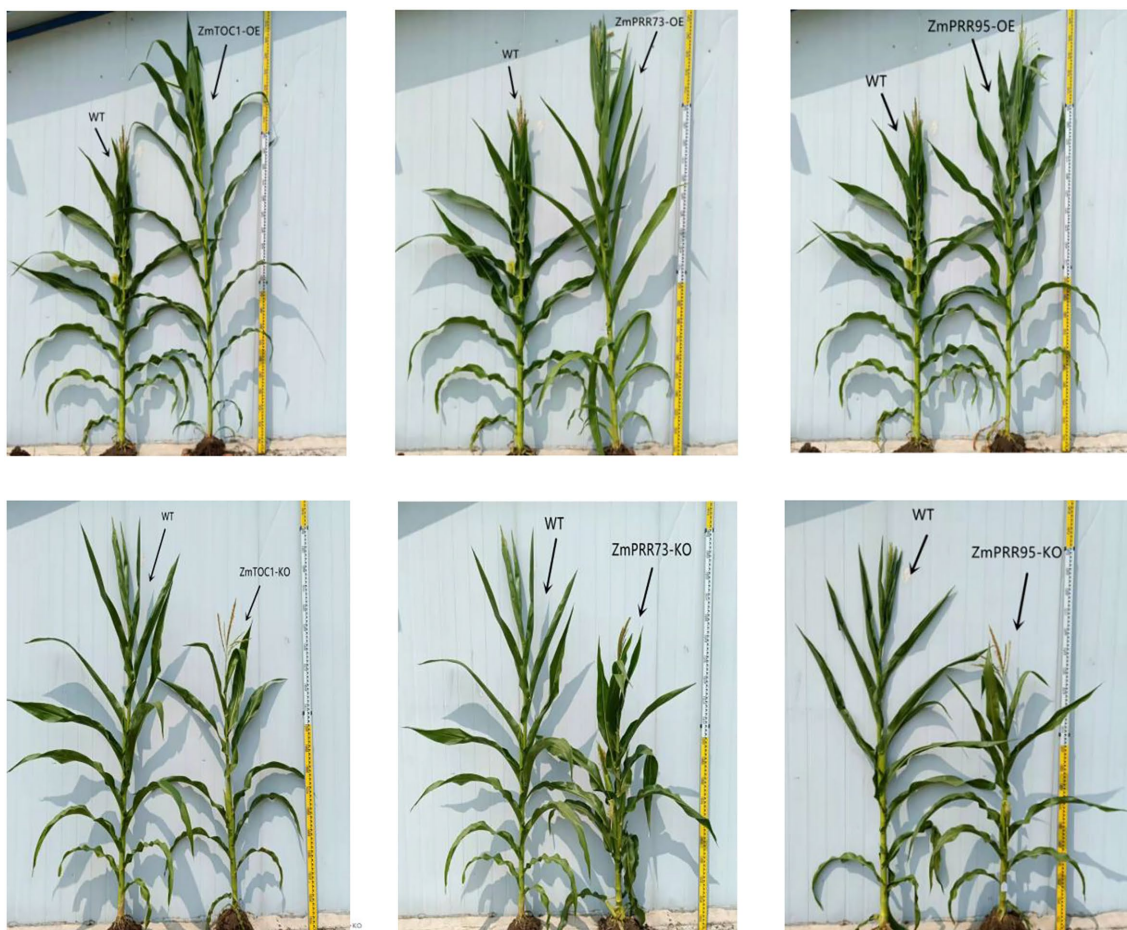 ZmTOC1-OE
WT
ZmPRR73-OE
WT
ZmPRR95-OE
WT
WT
ZmTOC1-KO
WT
ZmPRR73-KO
WT
ZmPRR95-KO
-KO